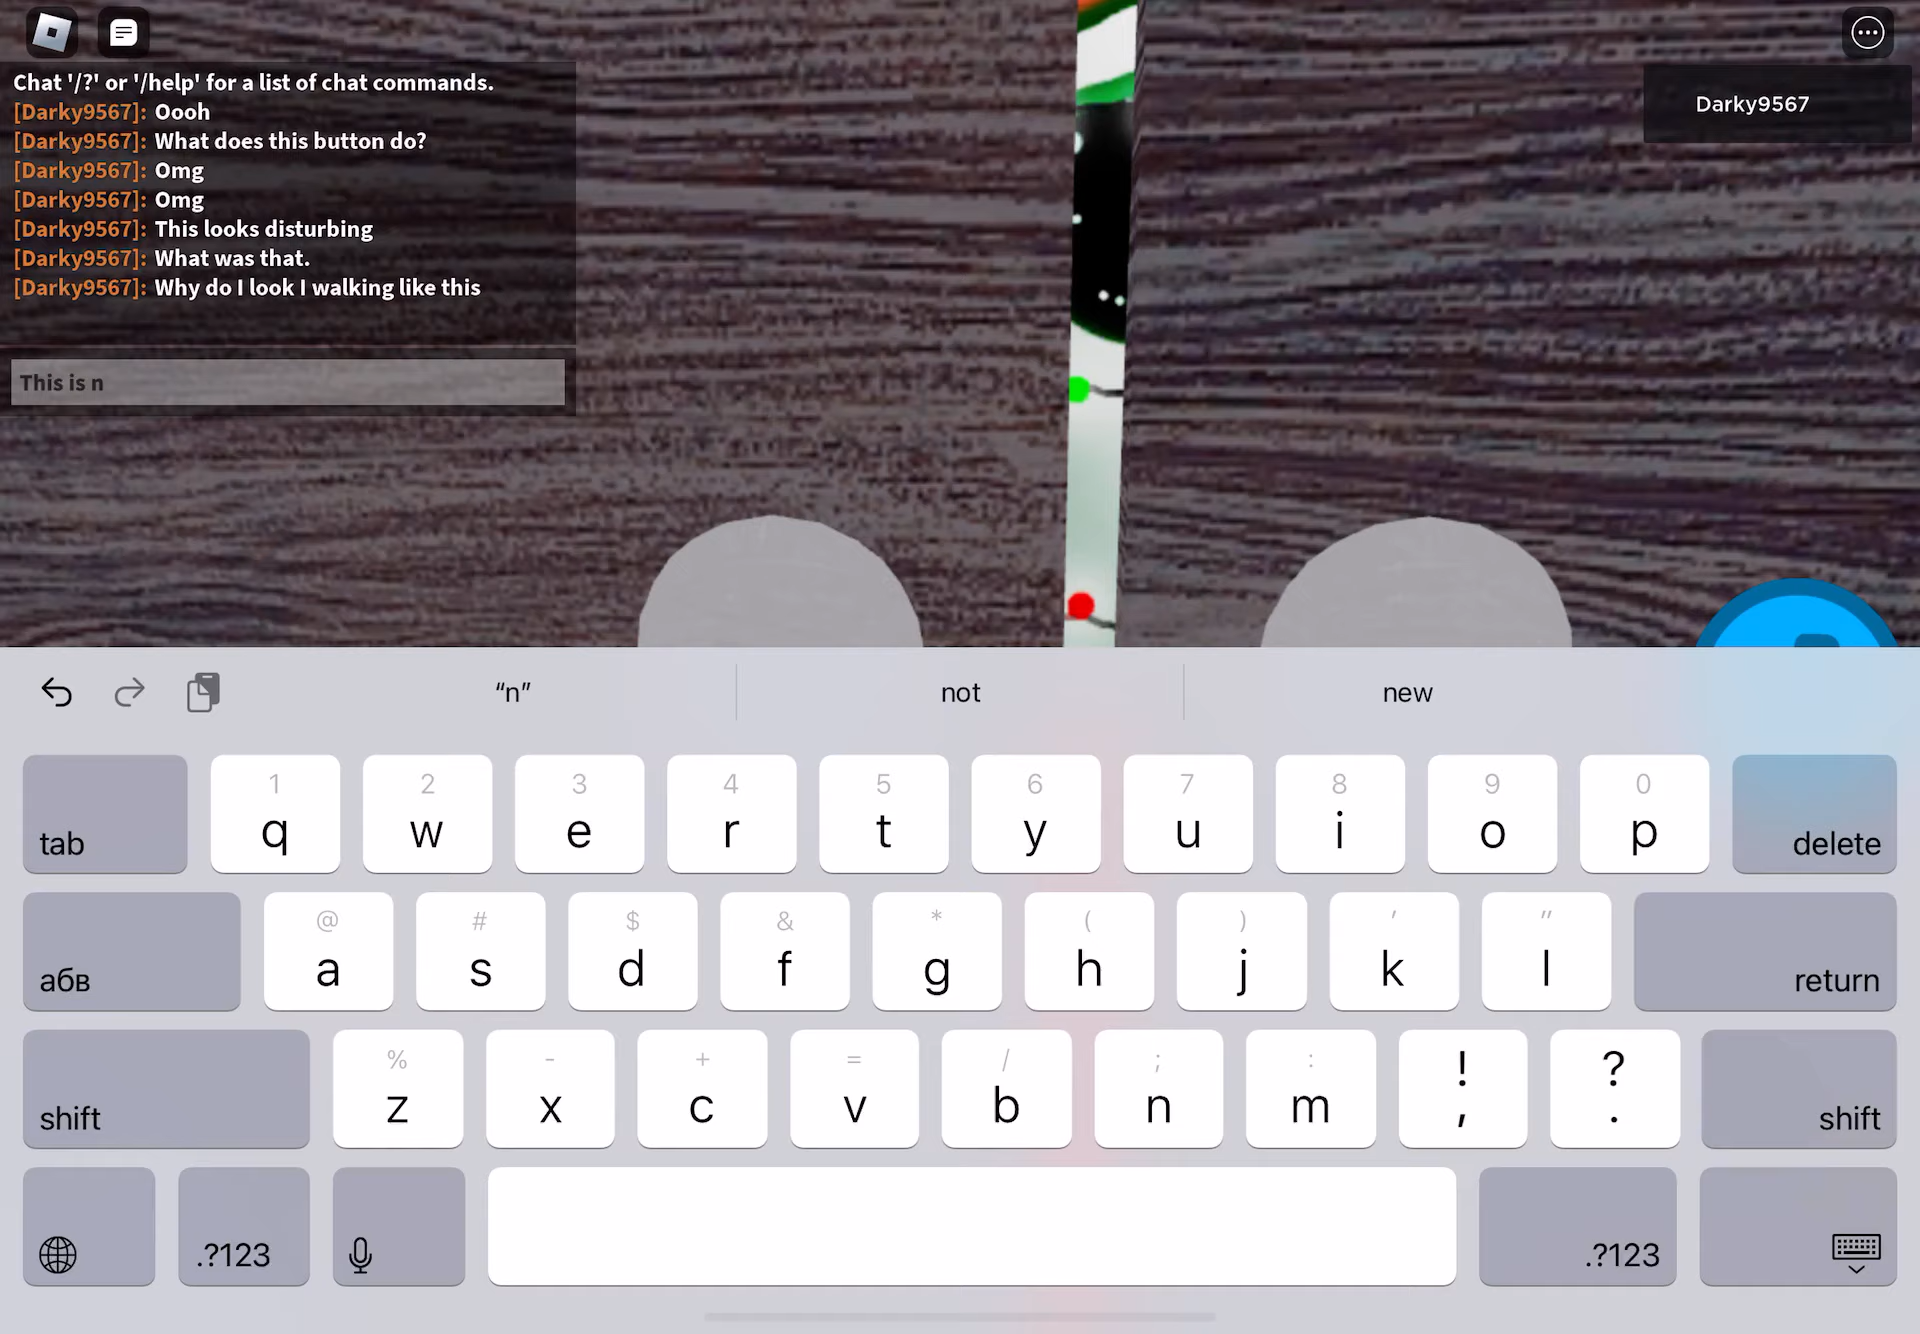 Chat '/?' or '/help' for a list of chat commands.
[Darky9567]: Oooh
[Darky9567]: What does this button do?
[Darky9567]: Omg
[Darky9567]: Omg
[Darky9567]: This looks disturbing
[Darky9567]: What was that.
[Darky9567]: Why do I look I walking like this
This is n
Darky9567
“n” not new
1 2 3 4 5 6 7 8 9 0
tab q w e r t y u i o p delete
@ # $ & * ( ) ' "
абв a s d f g h j k l return
% - + = / ; : ! ?
shift z x c v b n m , . shift
.?123 .?123